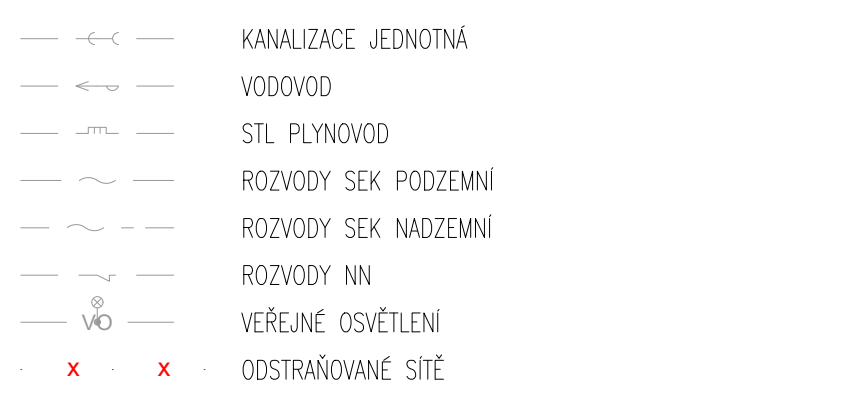 KANALIZACE JEDNOTNÁ
VODOVOD
STL PLYNOVOD
ROZVODY SEK PODZEMNÍ
ROZVODY SEK NADZEMNÍ
ROZVODY NN
VO VEŘEJNÉ OSVĚTLENÍ
X X ODSTRAŇOVANÉ SÍTĚ